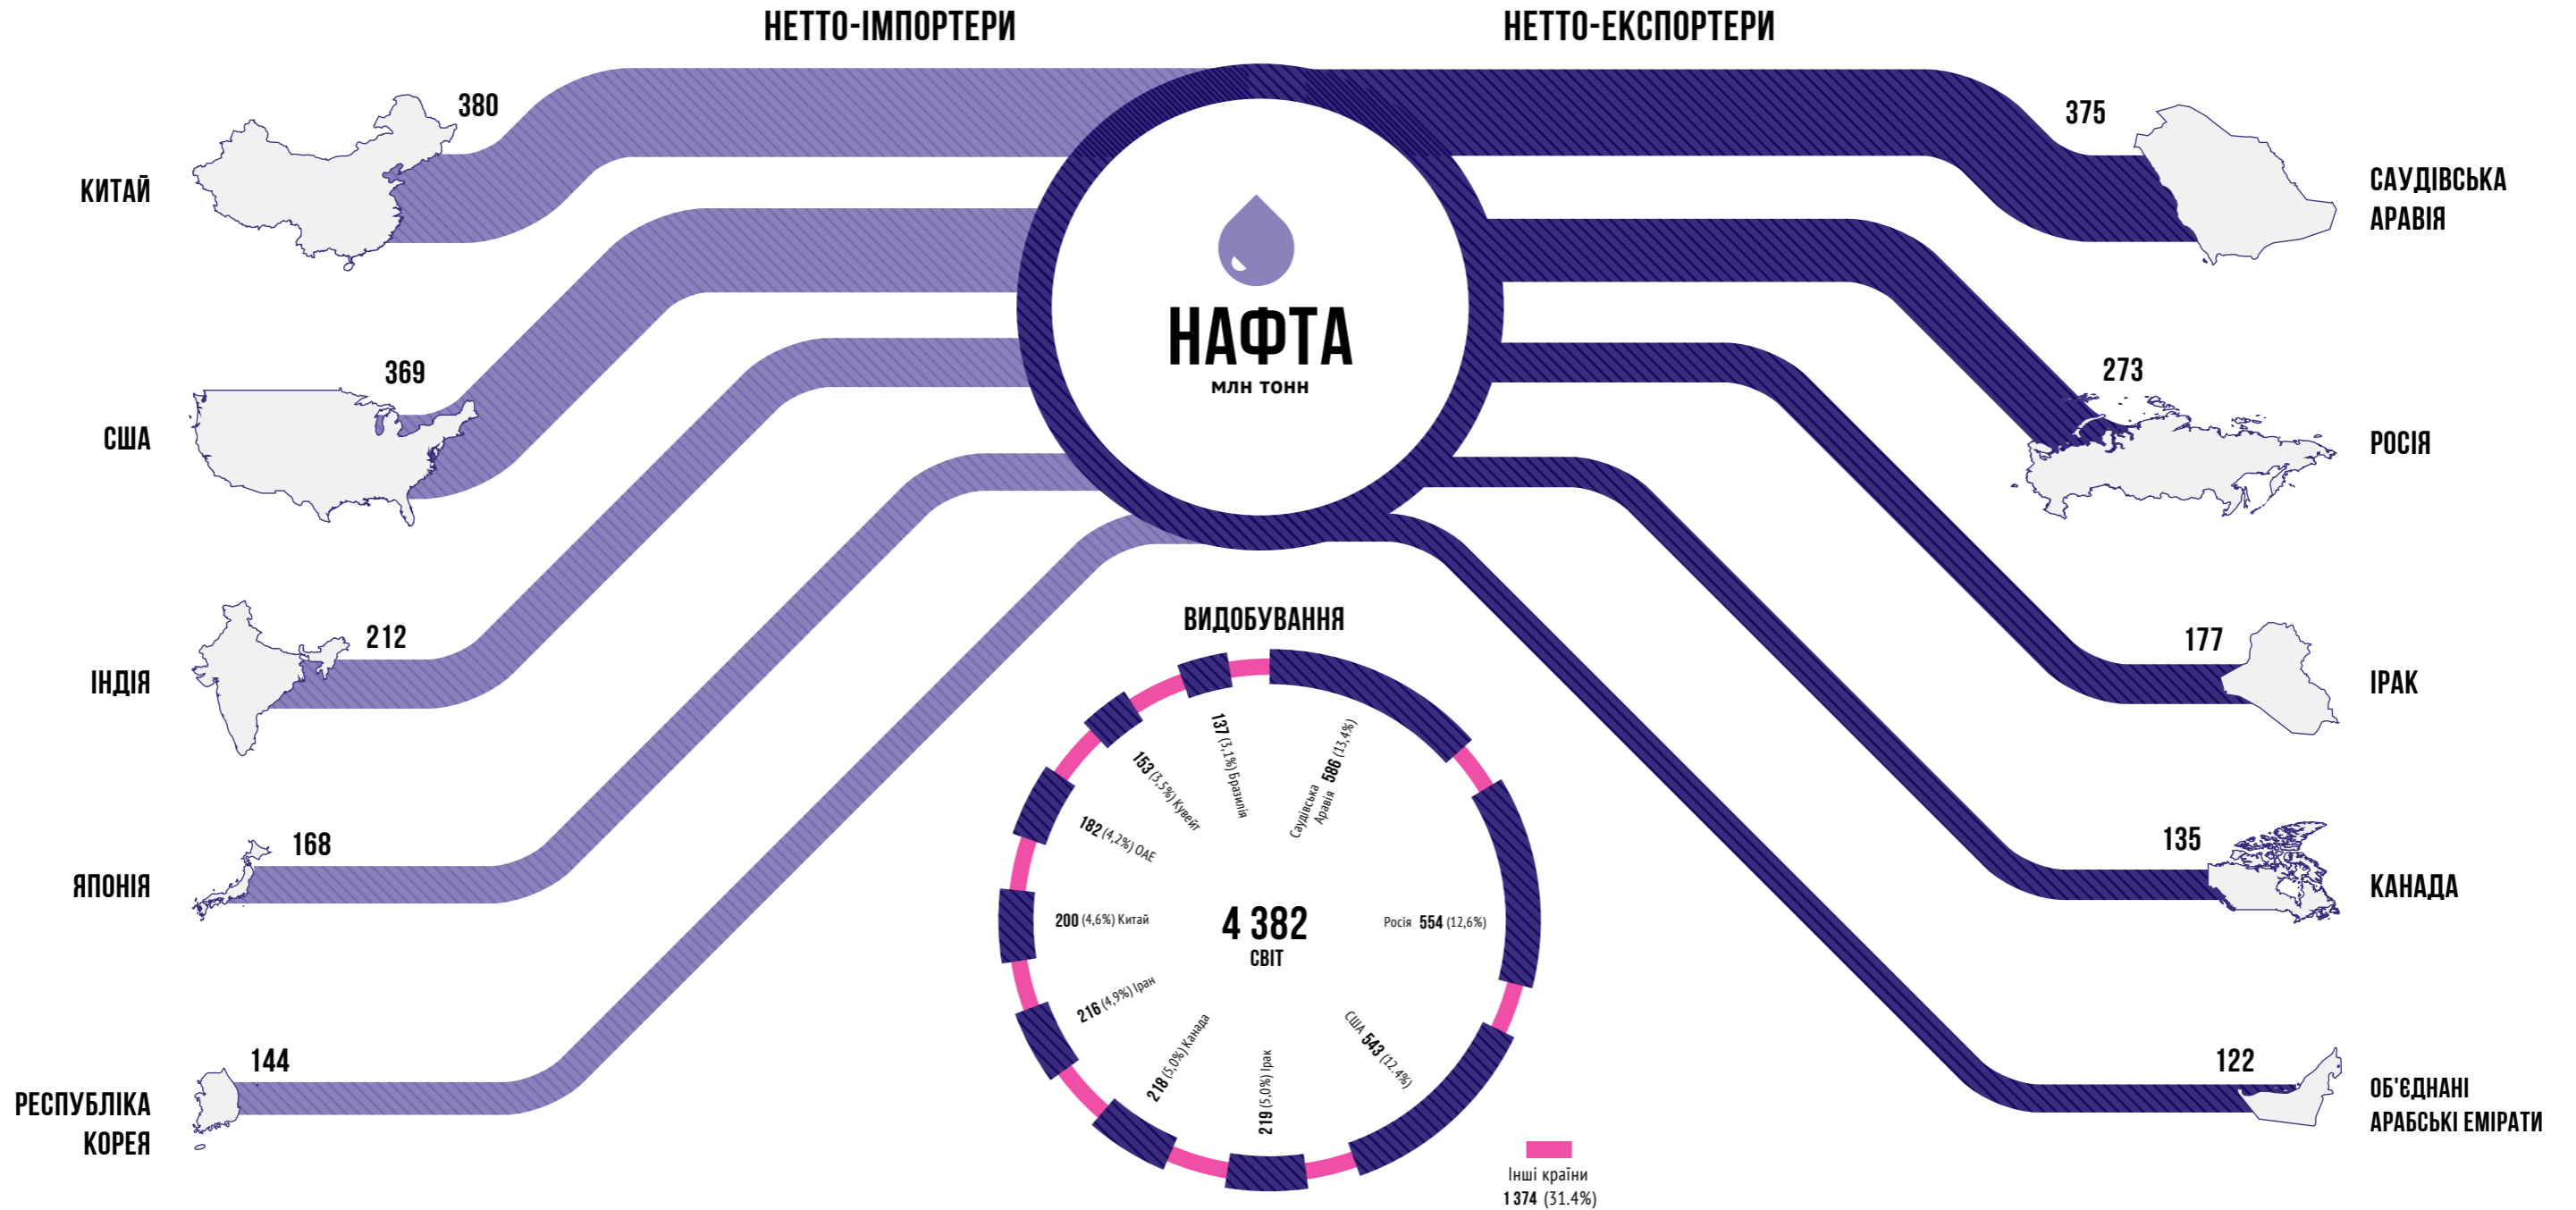 НЕТТО-ІМПОРТЕРИ
НЕТТО-ЕКСПОРТЕРИ
380
КИТАЙ
369
США
212
ІНДІЯ
168
ЯПОНІЯ
144
РЕСПУБЛІКА
КОРЕЯ
НАФТА
МЛН ТОНН
375
САУДІВСЬКА
АРАВІЯ
273
РОСІЯ
177
ІРАК
135
КАНАДА
122
ОБ'ЄДНАНІ
АРАБСЬКІ ЕМІРАТИ
ВИДОБУВАННЯ
Саудівська
Аравія 586 (13,4%)
Росія 554 (12,6%)
США 543 (12.4%)
219 (5,0%) Ірак
218 (5,0%) Канада
216 (4,9%) Іран
200 (4,6%) Китай
182 (4,2%) ОАЕ
153 (3,5%) Кувейт
137 (3,1%) Бразилія
4 382
СВІТ
Інші країни
1 374 (31.4%)